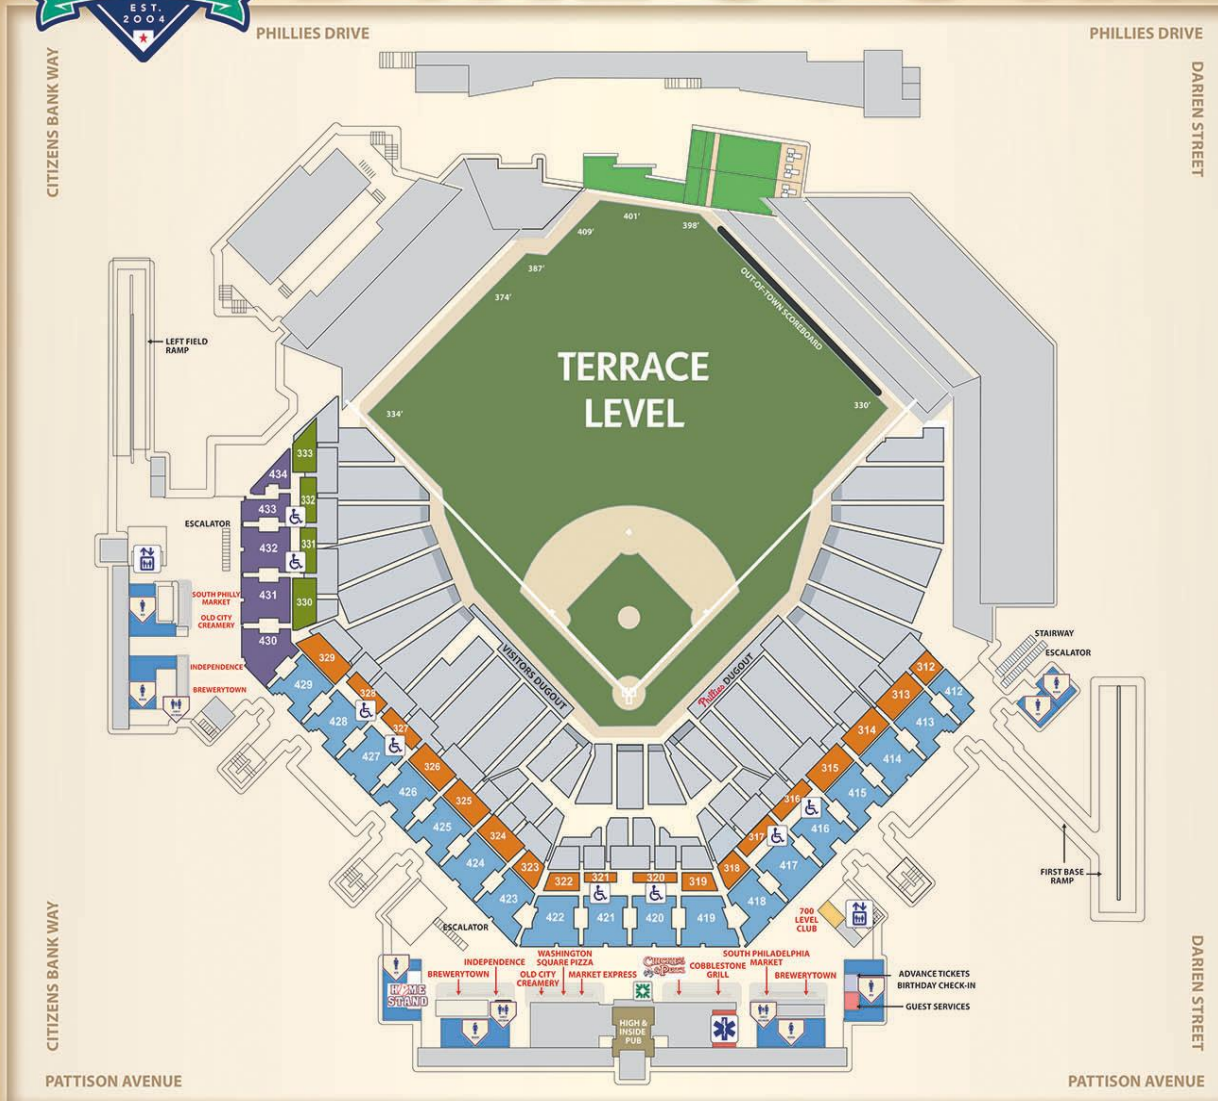 EST.
2004
PHILLIES DRIVE
PHILLIES DRIVE
CITIZENS BANK WAY
DARIEN STREET
401'
409'
398'
387'
374'
OUT-OF-TOWN SCOREBOARD
LEFT FIELD
RAMP
TERRACE
LEVEL
334'
330'
333
434
332
433
ESCALATOR
331
432
431
330
SOUTH PHILLY
MARKET
OLD CITY
CREAMERY
430
INDEPENDENCE
BREWERYTOWN
329
429
328
428
327
427
326
426
325
425
324
424
323
423
VISITORS DUGOUT
Phillies DUGOUT
STAIRWAY
ESCALATOR
312
412
313
413
314
414
315
415
316
416
317
417
318
418
322
321
320
319
422
421
420
419
FIRST BASE
RAMP
700
LEVEL
CLUB
ESCALATOR
CITIZENS BANK WAY
DARIEN STREET
HOME
STAND
BREWERYTOWN
INDEPENDENCE
WASHINGTON
SQUARE PIZZA
OLD CITY
CREAMERY
MARKET EXPRESS
CHICKIE'S
& PETE'S
COBBLESTONE
GRILL
SOUTH PHILADELPHIA
MARKET
BREWERYTOWN
ADVANCE TICKETS
BIRTHDAY CHECK-IN
GUEST SERVICES
HIGH &
INSIDE
PUB
PATTISON AVENUE
PATTISON AVENUE